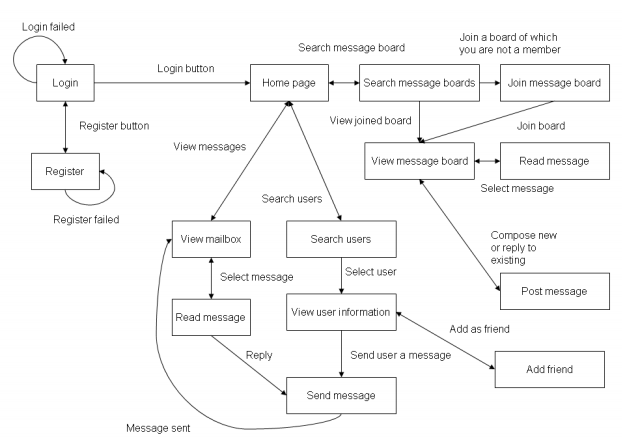 Login failed
Join a board of which
you are not a member
Search message board
Login button
Login
Home page
Search message boards
Join message board
Register button
View joined board
Join board
View messages
Register
View message board
Read message
Select message
Search users
Register failed
View mailbox
Search users
Compose new
or reply to
existing
Select message
Select user
Post message
Read message
View user information
Add as friend
Reply
Send user a message
Add friend
Send message
Message sent